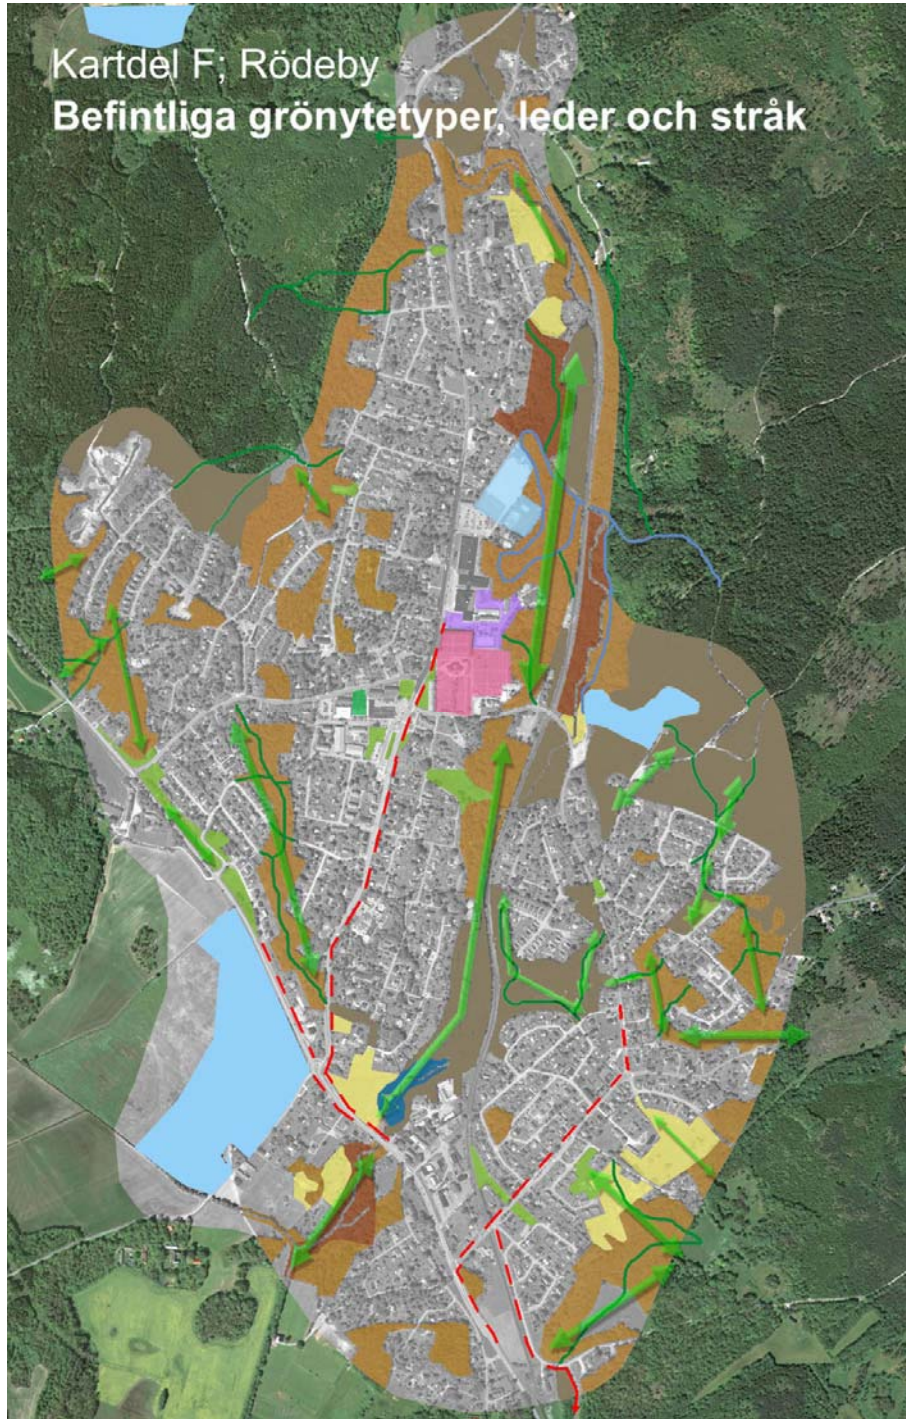 Kartdel F; Rödeby
Befintliga grönytetyper, leder och stråk